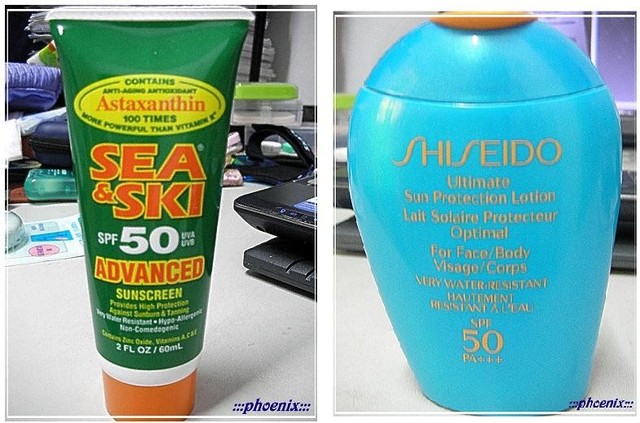 CONTAINS
ANTI-AGING ANTIOXIDANT
Astaxanthin
100 TIMES
MORE POWERFUL THAN VITAMIN E*
SEA®
& SKI
SPF 50 UVA
UVB
ADVANCED
SUNSCREEN
Provides High Protection
Against Sunburn & Tanning
Very Water Resistant • Hypo-Allergenic
Non-Comedogenic
Contains Zinc Oxide, Vitamins A,C&E
2 FL OZ / 60mL
:::phoenix:::
SHISEIDO
Ultimate
Sun Protection Lotion
Lait Solaire Protecteur
Optimal
For Face/Body
Visage/Corps
VERY WATER-RESISTANT
HAUTEMENT
RÉSISTANT À L'EAU
SPF
50
PA+++
:::phoenix:::